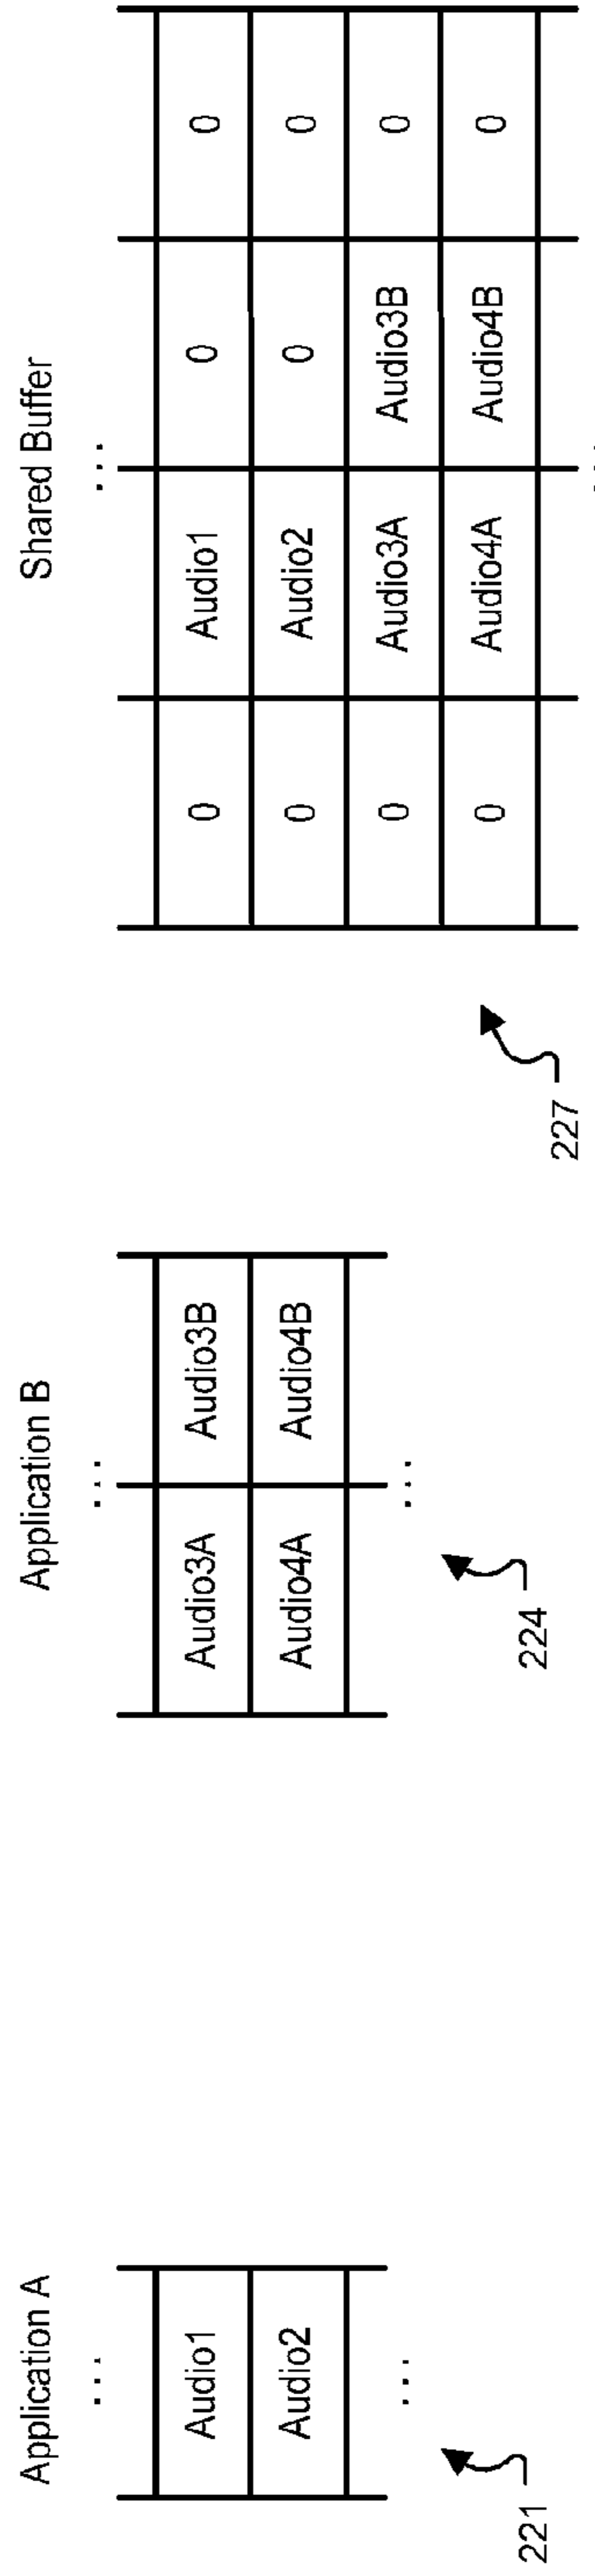 Application A
...
Audio1
Audio2
...
221
Application B
...
Audio3A Audio3B
Audio4A Audio4B
...
224
Shared Buffer
...
0 Audio1 0 0
0 Audio2 0 0
0 Audio3A Audio3B 0
0 Audio4A Audio4B 0
...
227